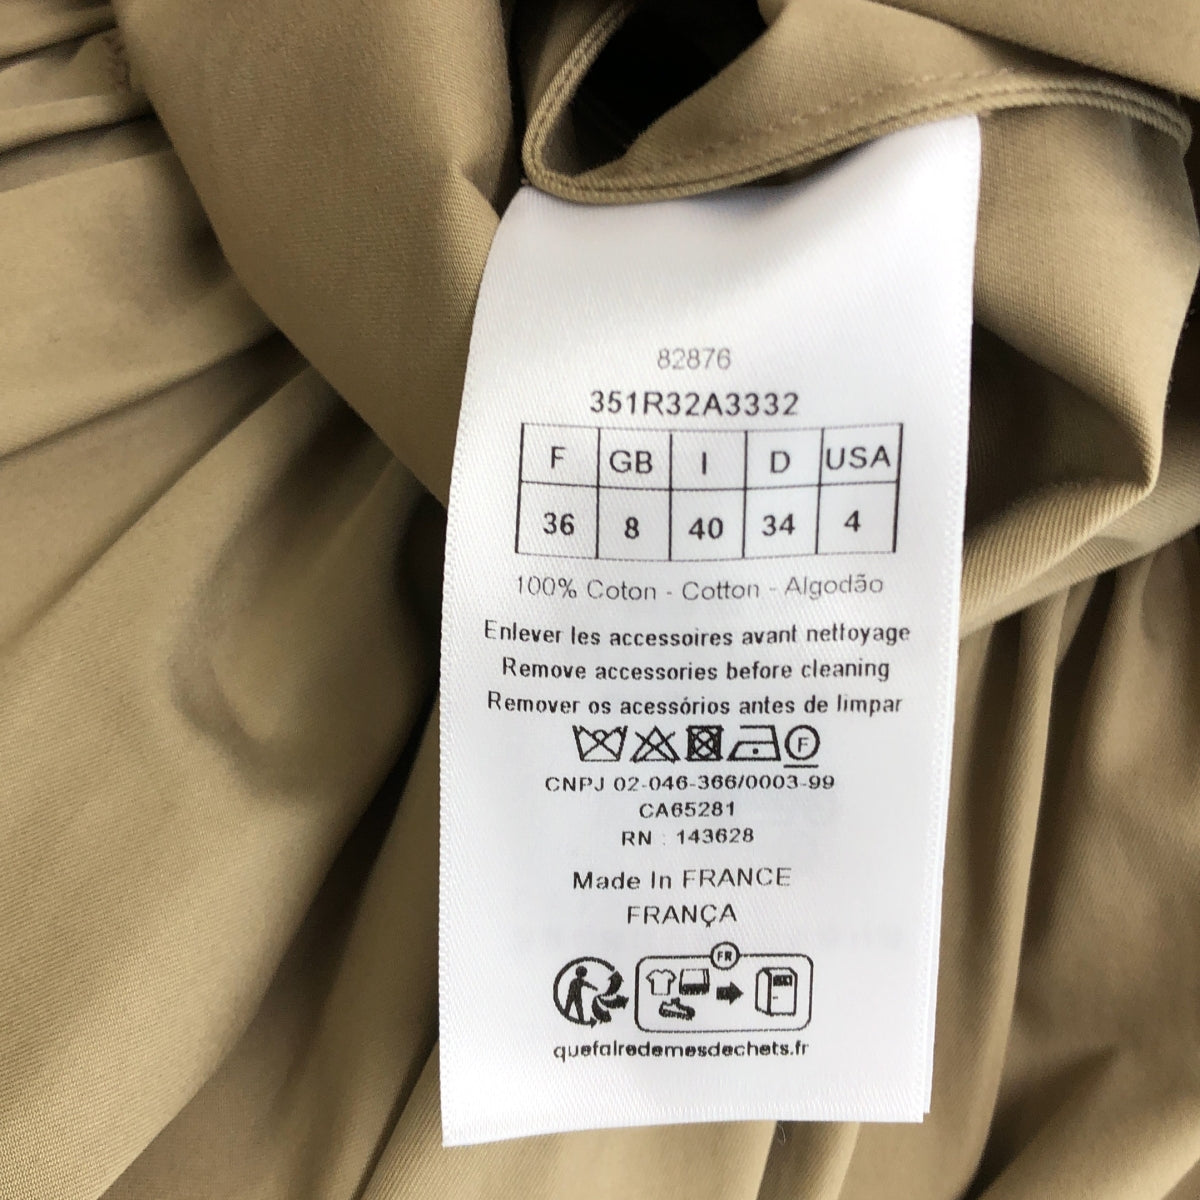 82876
351R32A3332
F GB I D USA
36 8 40 34 4
100% Coton - Cotton - Algodão
Enlever les accessoires avant nettoyage
Remove accessories before cleaning
Remover os acessórios antes de limpar
F
CNPJ 02-046-366/0003-99
CA65281
RN : 143628
Made In FRANCE
FRANÇA
FR
quefairedemesdechets.fr